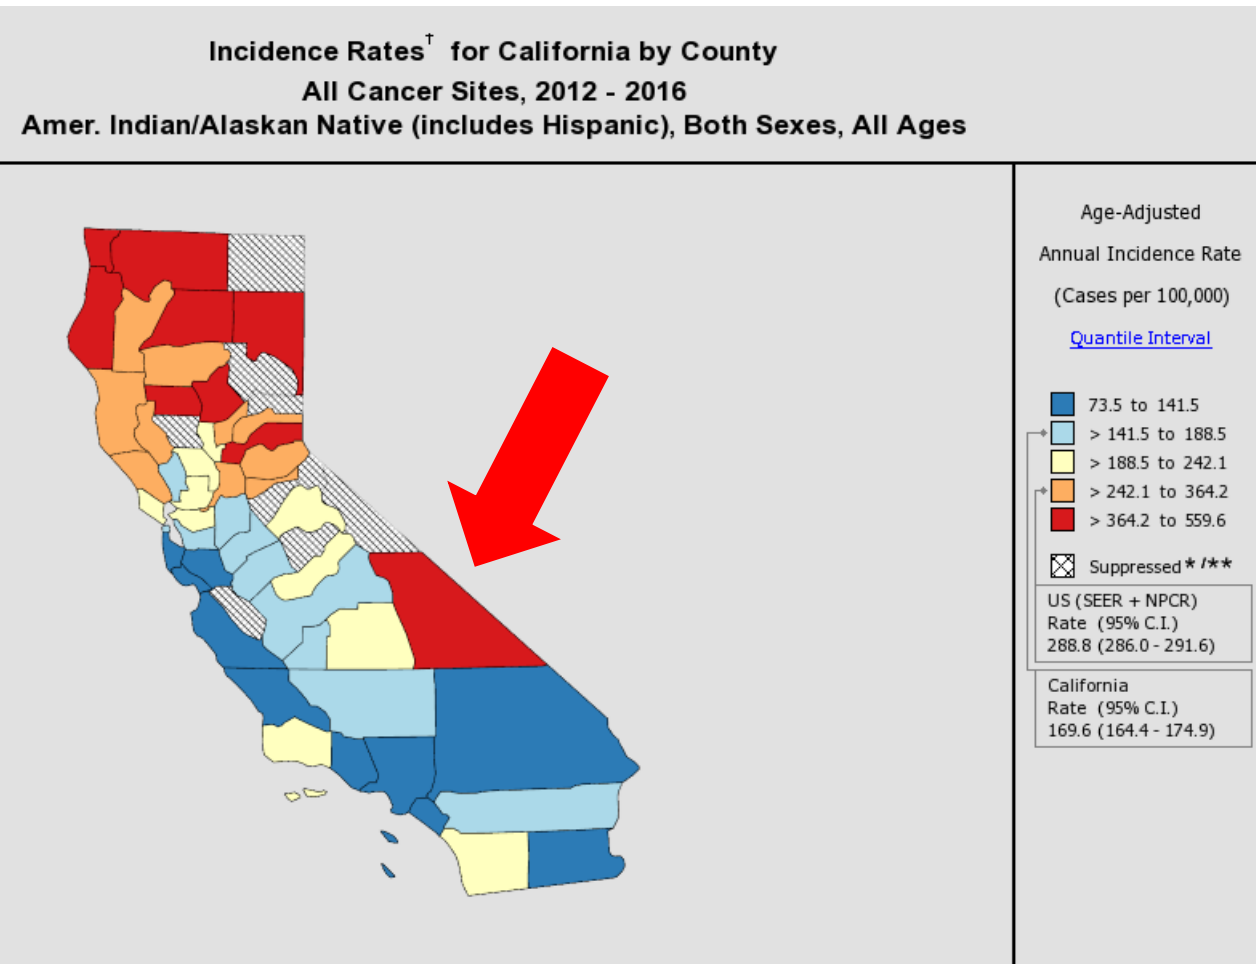 Incidence Rates† for California by County
All Cancer Sites, 2012 - 2016
Amer. Indian/Alaskan Native (includes Hispanic), Both Sexes, All Ages
Age-Adjusted
Annual Incidence Rate
(Cases per 100,000)
Quantile Interval
73.5 to 141.5
> 141.5 to 188.5
> 188.5 to 242.1
> 242.1 to 364.2
> 364.2 to 559.6
Suppressed * /**
US (SEER + NPCR)
Rate (95% C.I.)
288.8 (286.0 - 291.6)
California
Rate (95% C.I.)
169.6 (164.4 - 174.9)